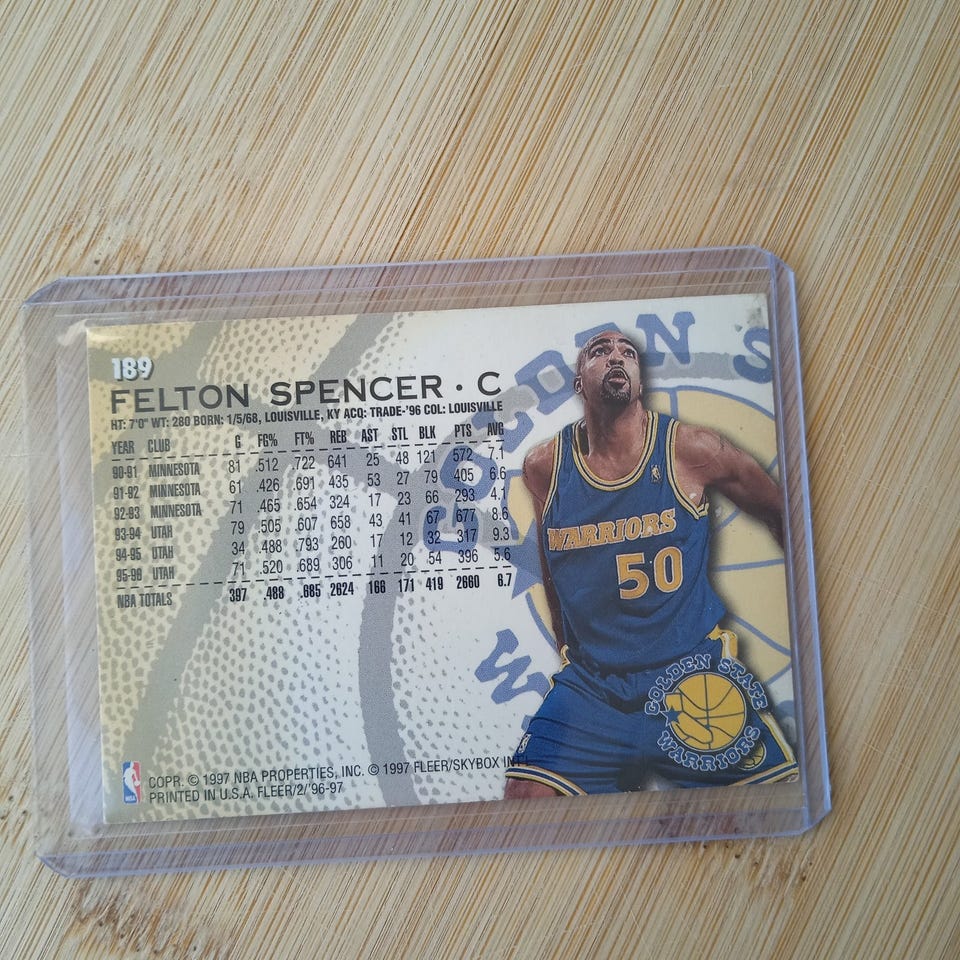 189
FELTON SPENCER · C
HT: 7'0" WT: 280 BORN: 1/5/68, LOUISVILLE, KY ACQ: TRADE-'96 COL: LOUISVILLE
YEAR CLUB G FG% FT% REB AST STL BLK PTS AVG
90-91 MINNESOTA 81 .512 .722 641 25 48 121 572 7.1
91-92 MINNESOTA 61 .426 .691 435 53 27 79 405 6.6
92-93 MINNESOTA 71 .465 .654 324 17 23 66 293 4.1
93-94 UTAH 79 .505 .607 658 43 41 67 677 8.6
94-95 UTAH 34 .488 .793 260 17 12 32 317 9.3
95-96 UTAH 71 .520 .689 306 11 20 54 396 5.6
NBA TOTALS 397 .488 .685 2624 166 171 419 2660 6.7
GOLDEN S
W
WARRIORS
50
GOLDEN STATE
WARRIORS
NBA
COPR. © 1997 NBA PROPERTIES, INC. © 1997 FLEER/SKYBOX INT'L
PRINTED IN U.S.A. FLEER/2/'96-97